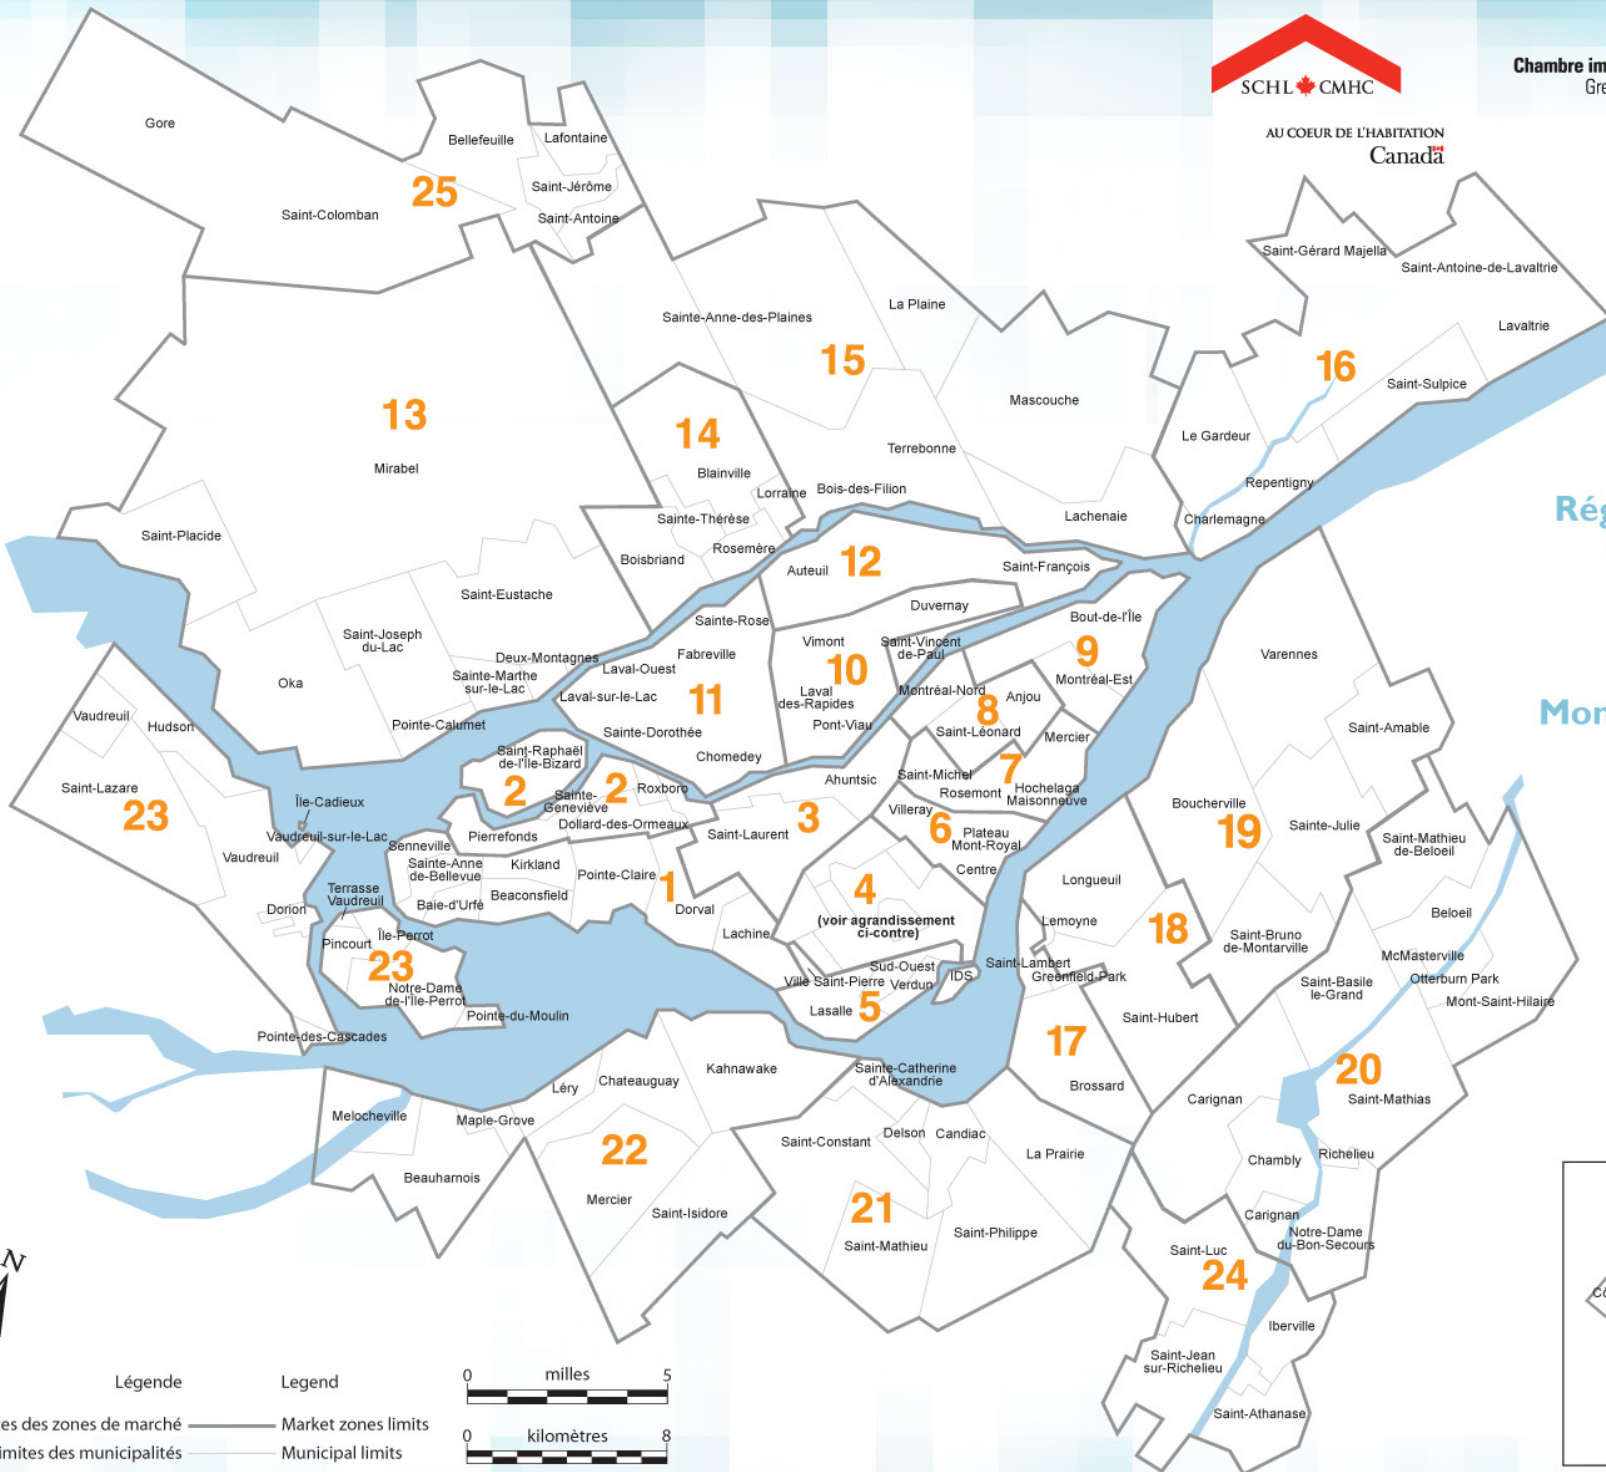 SCHL CMHC
AU COEUR DE L'HABITATION
Canada
Chambre im
Gre
Rég
Mon
Gore
Bellefeuille
Lafontaine
Saint-Jérôme
Saint-Antoine
25
Saint-Colomban
Saint-Gérard Majella
Saint-Antoine-de-Lavaltrie
Lavaltrie
16
Saint-Sulpice
Le Gardeur
Repentigny
Charlemagne
Sainte-Anne-des-Plaines
La Plaine
15
Mascouche
Terrebonne
Bois-des-Filion
Lachenaie
13
Mirabel
Saint-Placide
Saint-Eustache
Saint-Joseph
du-Lac
Deux-Montagnes
Sainte-Marthe
sur-le-Lac
Oka
Pointe-Calumet
14
Blainville
Lorraine
Sainte-Thérèse
Rosemère
Boisbriand
Auteuil
12
Saint-François
Duvernay
Sainte-Rose
Fabreville
Laval-Ouest
Laval-sur-le-Lac
11
Sainte-Dorothée
Chomedey
Vimont
Saint-Vincent
de-Paul
10
Laval
des-Rapides
Pont-Viau
Bout-de-l'Île
9
Montréal-Est
Montréal-Nord
Anjou
8
Saint-Léonard
Mercier
Saint-Michel
7
Rosemont
Hochelaga
Maisonneuve
Ahuntsic
3
Saint-Laurent
Villeray
6
Plateau
Mont-Royal
Centre
4
(voir agrandissement
ci-contre)
Saint-Raphaël
de-l'Île-Bizard
2
Sainte-
Geneviève
2
Roxboro
Dollard-des-Ormeaux
Pierrefonds
Senneville
Sainte-Anne
de-Bellevue
Kirkland
Pointe-Claire
1
Baie-d'Urfé
Beaconsfield
Dorval
Lachine
Ville Saint-Pierre
Sud-Ouest
Verdun
IDS
Lasalle
5
Vaudreuil
Hudson
Saint-Lazare
23
Île-Cadieux
Vaudreuil-sur-le-Lac
Vaudreuil
Dorion
Terrasse
Vaudreuil
Pincourt
Île-Perrot
23
Notre-Dame
de-l'Île-Perrot
Pointe-du-Moulin
Pointe-des-Cascades
Varennes
Saint-Amable
Boucherville
19
Sainte-Julie
Saint-Bruno
de-Montarville
Longueuil
Lemoyne
18
Saint-Lambert
Greenfield-Park
Saint-Hubert
17
Brossard
Saint-Mathieu
de-Beloeil
Beloeil
McMasterville
Otterburn Park
Mont-Saint-Hilaire
Saint-Basile
le-Grand
20
Saint-Mathias
Carignan
Chambly
Richelieu
Carignan
Notre-Dame
du-Bon-Secours
Saint-Luc
24
Iberville
Saint-Jean
sur-Richelieu
Saint-Athanase
Sainte-Catherine
d'Alexandrie
Saint-Constant
Delson
Candiac
La Prairie
21
Saint-Mathieu
Saint-Philippe
Kahnawake
Chateauguay
Léry
Maple-Grove
Melocheville
Beauharnois
22
Mercier
Saint-Isidore
N
Légende
Legend
tes des zones de marché
Market zones limits
imites des municipalités
Municipal limits
0 milles 5
0 kilomètres 8